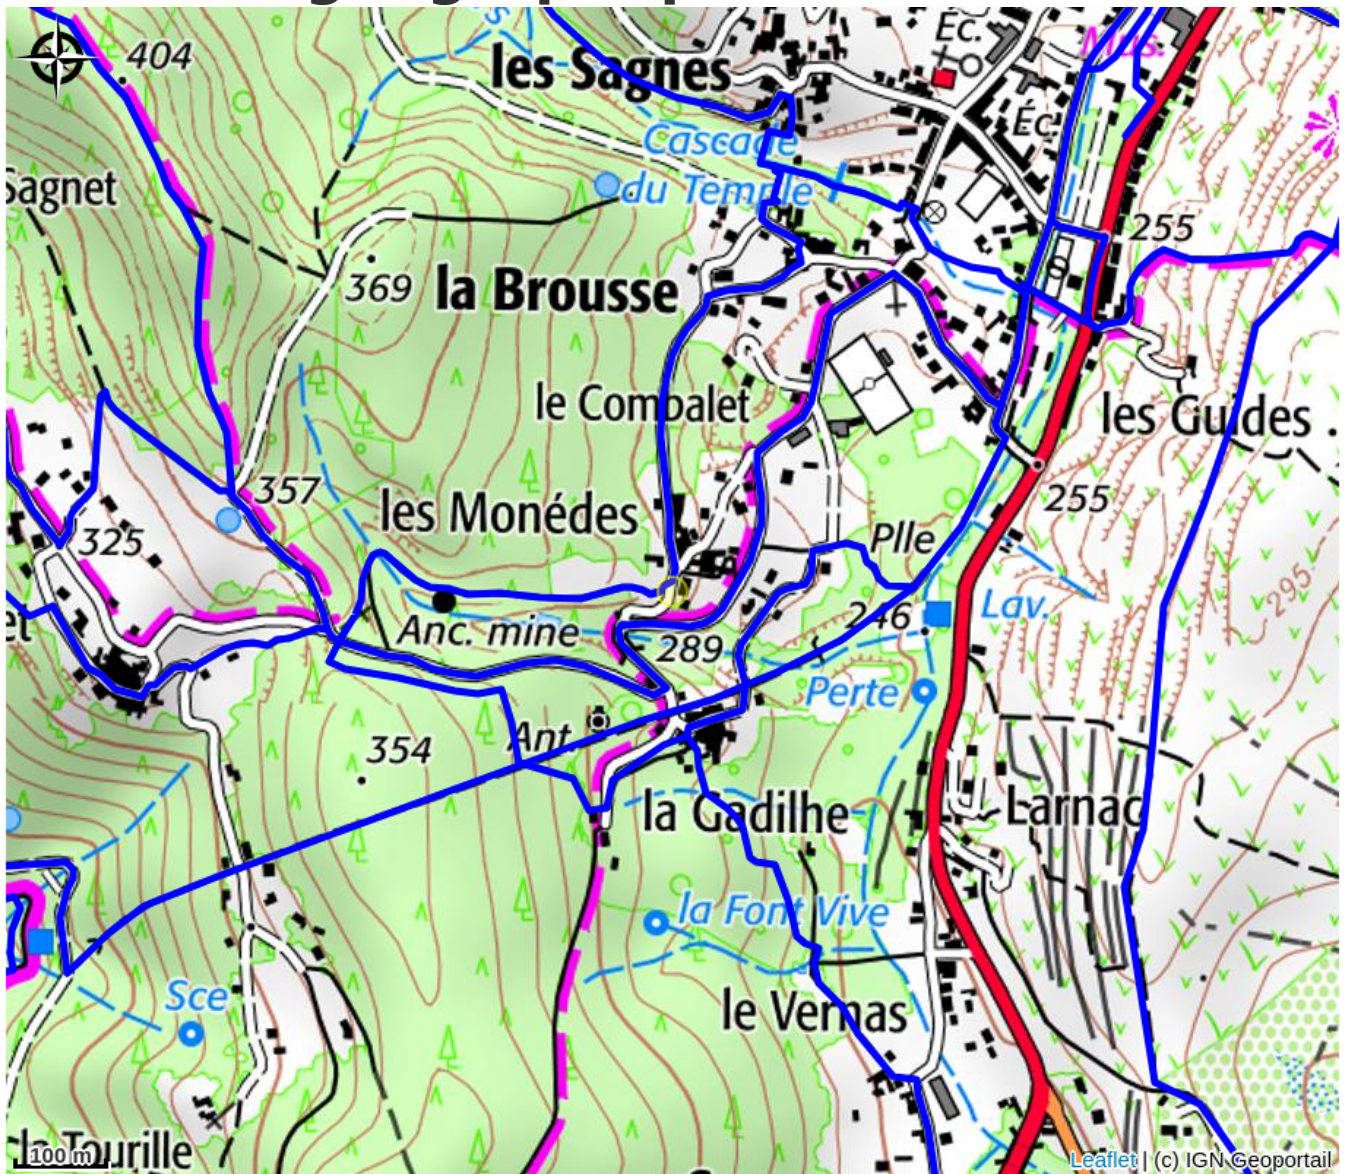 404
les Sagnes
Éc.
Mus.
Éc.
Cascade
du Temple
Sagnet
255
369
la Brousse
le Combalet
les Guides
357
les Monédes
255
325
Plle
295
246
Lav.
Anc. mine
289
Perte
Ant
354
la Gadilhe
Larnac
la Font Vive
Sce
le Vernas
la Tourille
100 m
Leaflet | (c) IGN Geoportail